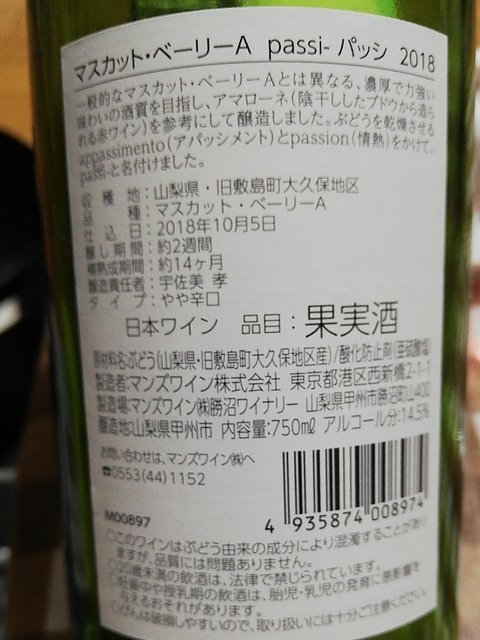 マスカット・ベーリーA passi- パッシ 2018
一般的なマスカット・ベーリーAとは異なる、濃厚で力強い
味わいの酒質を目指し、アマローネ(陰干ししたブドウから造ら
れる赤ワイン)を参考にして醸造しました。ぶどうを乾燥させる
appassimento(アパッシメント)とpassion(情熱)をかけて、
passi-と名付けました。
収穫地:山梨県・旧敷島町大久保地区
品種:マスカット・ベーリーA
仕込日:2018年10月5日
醸し期間:約2週間
樽熟成期間:約14ヶ月
醸造責任者:宇佐美 孝
タイプ:やや辛口
日本ワイン 品目:果実酒
原材料名:ぶどう(山梨県・旧敷島町大久保地区産)/酸化防止剤(亜硫酸塩)
製造者:マンズワイン株式会社 東京都港区西新橋2-1-1
製造場:マンズワイン㈱勝沼ワイナリー 山梨県甲州市勝沼町山400
醸造地:山梨県甲州市 内容量:750㎖ アルコール分:14.5%
お問い合わせは、マンズワイン㈱へ
☎0553(44)1152
4 935874 008974
M00897
○このワインはぶどう由来の成分により混濁することがあり
ますが、品質には問題ありません。
○20歳未満の飲酒は、法律で禁じられています。
○妊娠中や授乳期の飲酒は、胎児・乳児の発育に悪影響を
与えるおそれがあります。
○びんは破損しやすいので、取り扱いには十分ご注意ください。